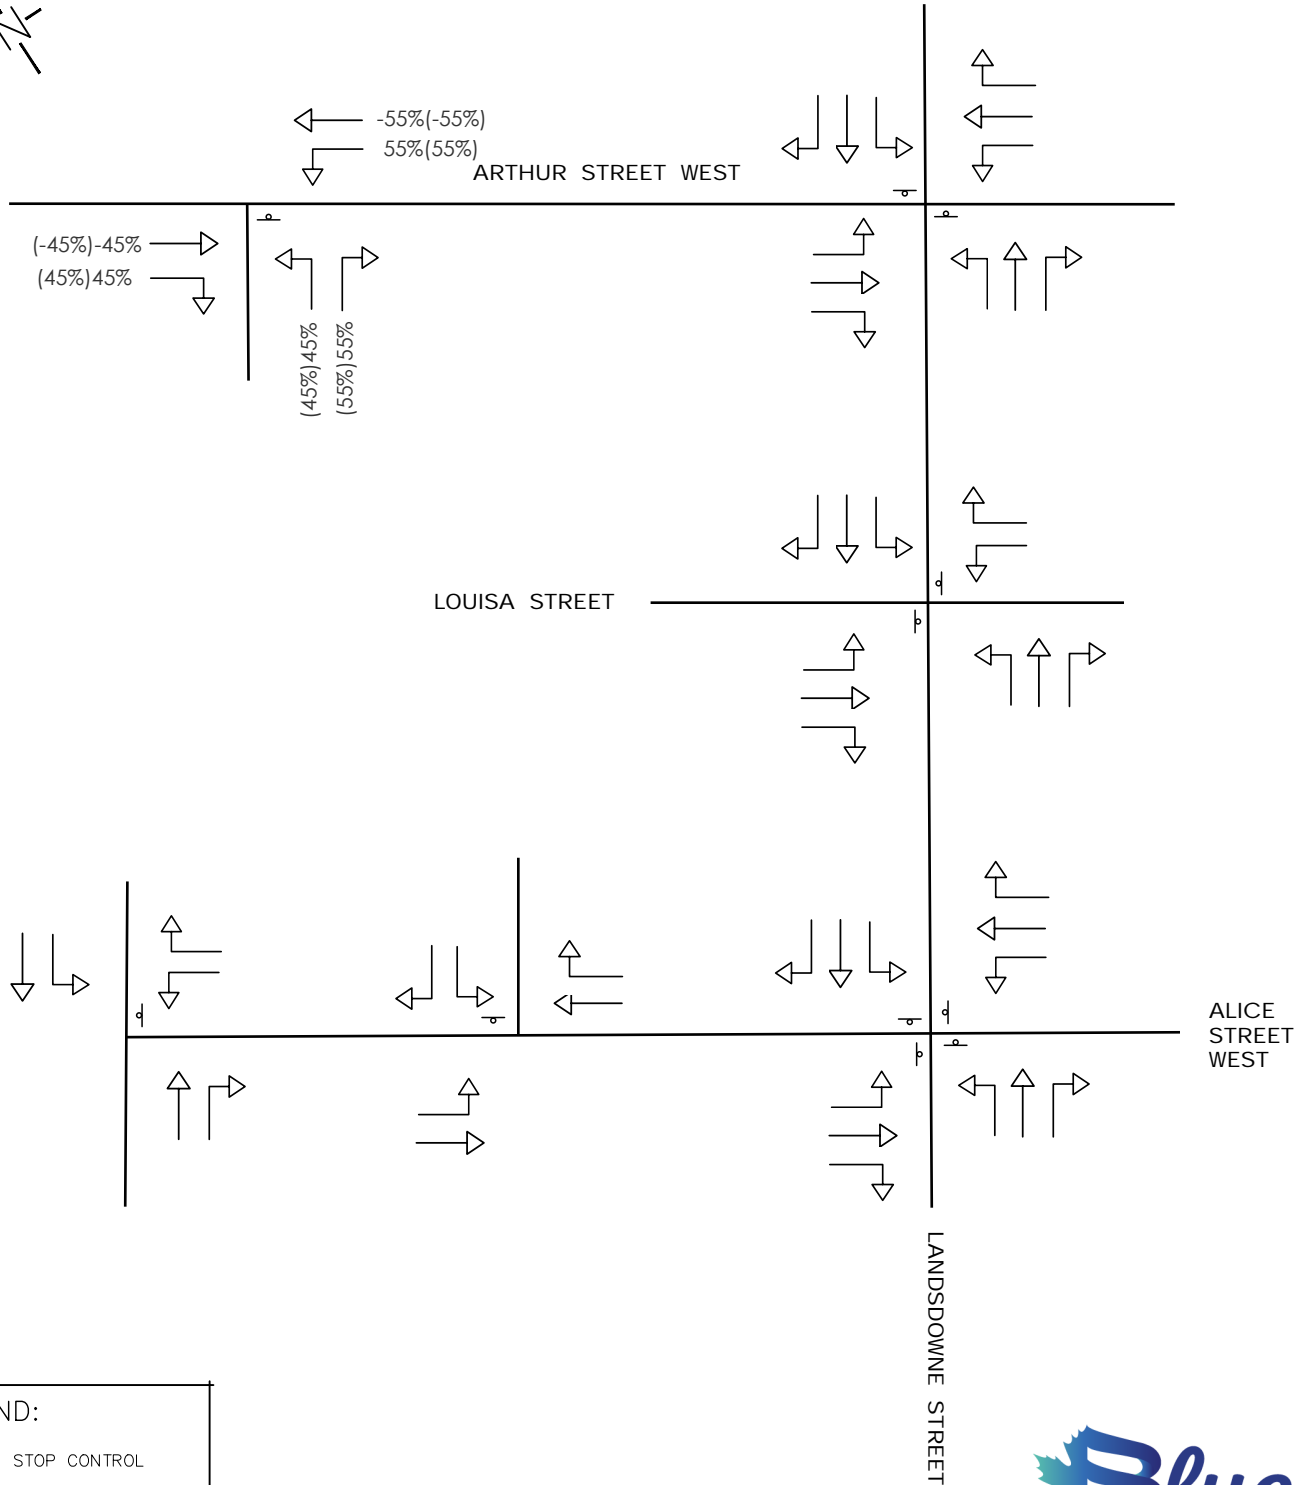 N
-55%(-55%)
55%(55%)
ARTHUR STREET WEST
(-45%)-45%
(45%)45%
(45%)45%
(55%)55%
LOUISA STREET
ALICE
STREET
WEST
LANDSDOWNE STREET
ND:
STOP CONTROL
Blue